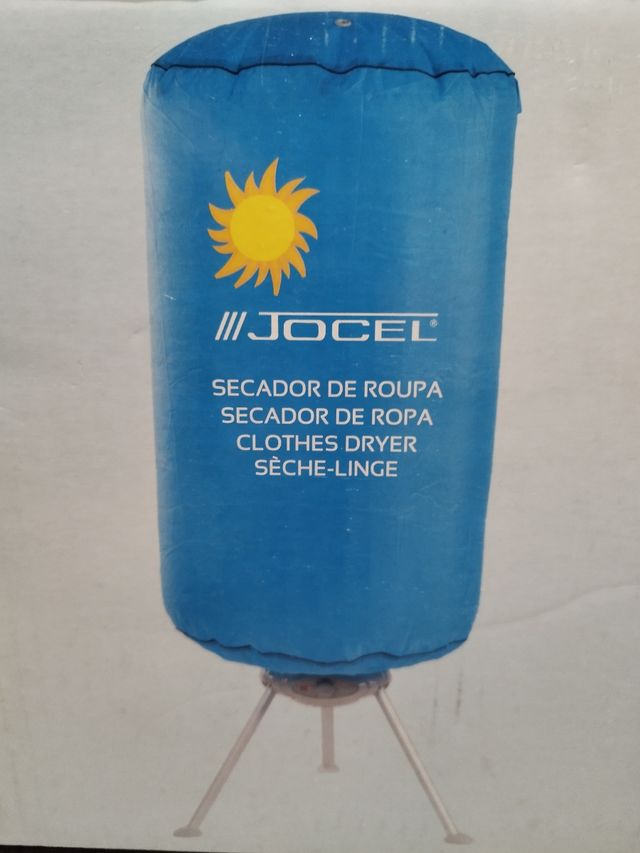 JOCEL®
SECADOR DE ROUPA
SECADOR DE ROPA
CLOTHES DRYER
SÈCHE-LINGE